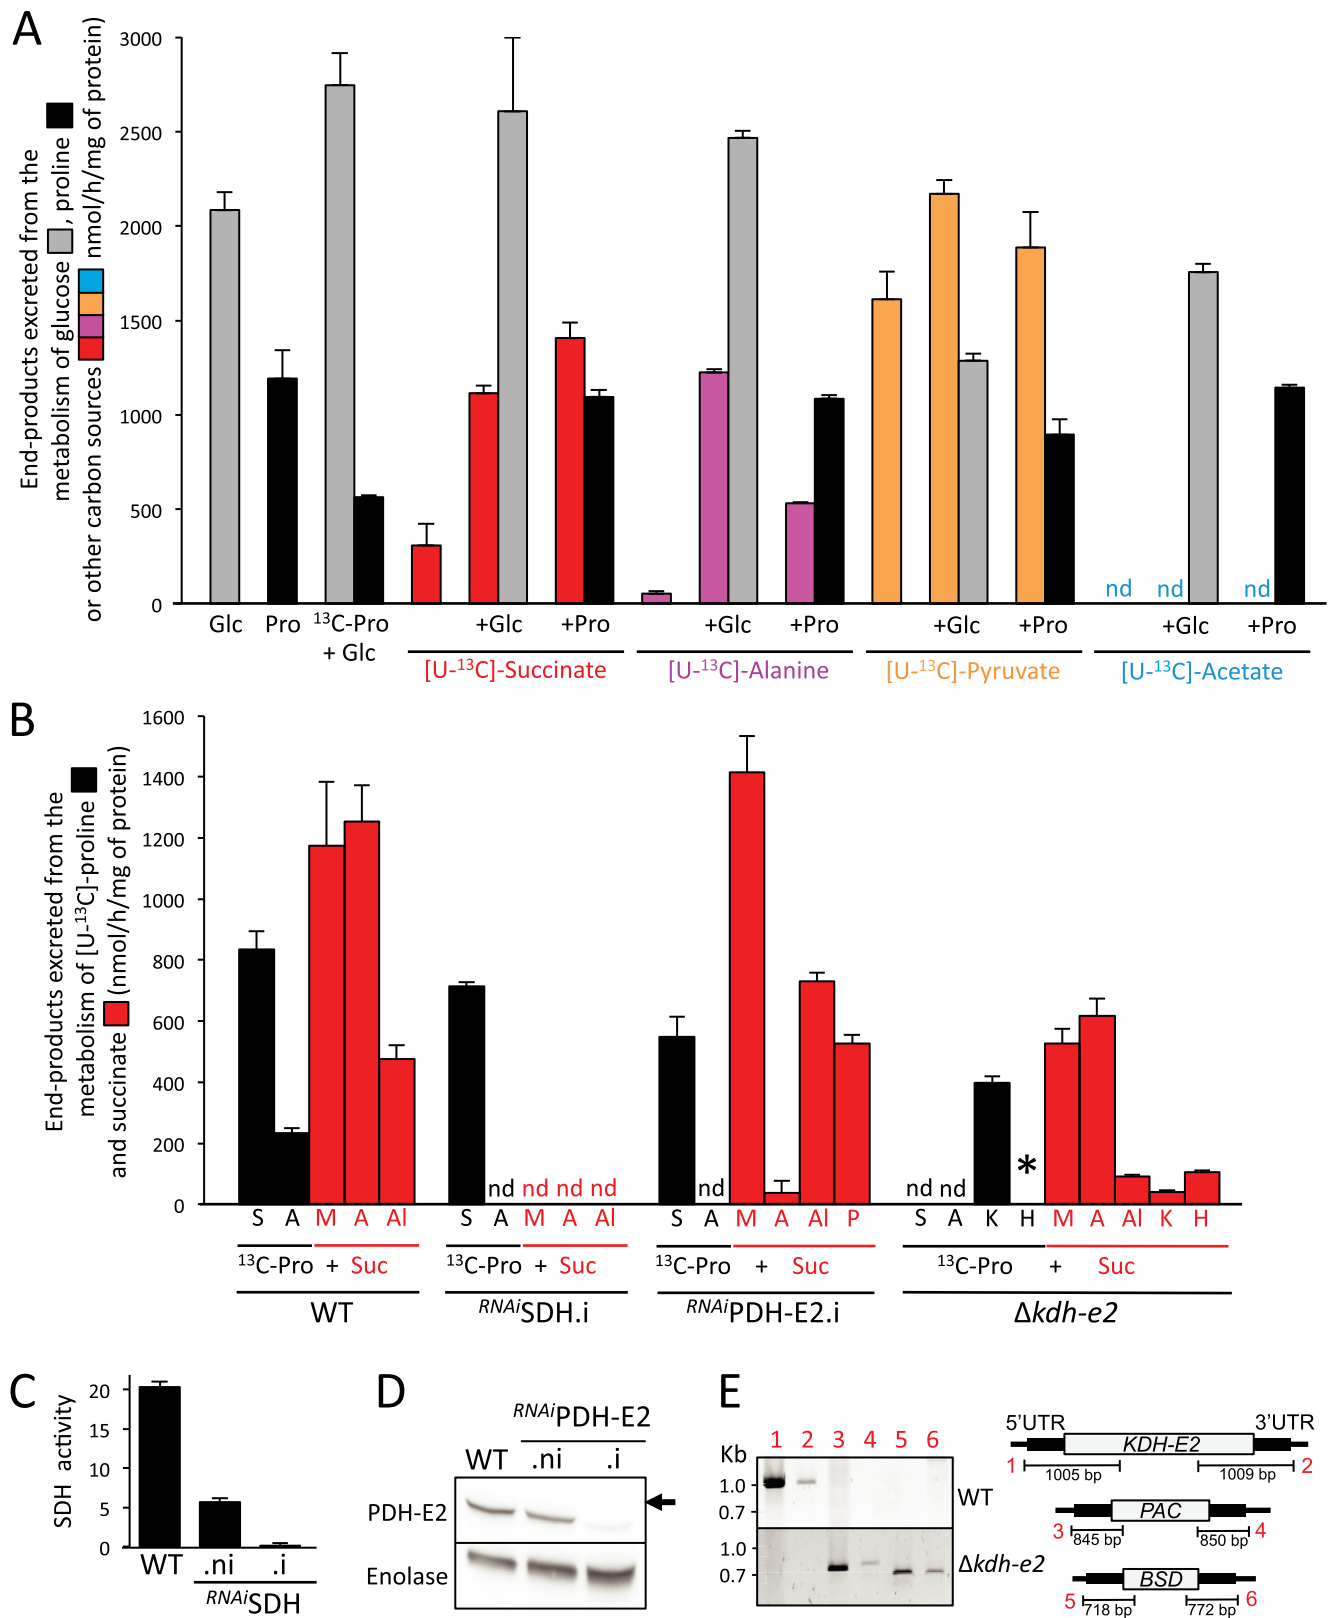 A
End-products excreted from the
metabolism of glucose , proline
or other carbon sources nmol/h/mg of protein)
3000
2500
2000
1500
1000
500
0
nd nd nd
Glc Pro ¹³C-Pro + Glc +Glc +Pro +Glc +Pro +Glc +Pro +Glc +Pro
[U-¹³C]-Succinate [U-¹³C]-Alanine [U-¹³C]-Pyruvate [U-¹³C]-Acetate
B
End-products excreted from the
metabolism of [U-¹³C]-proline
and succinate (nmol/h/mg of protein)
1600
1400
1200
1000
800
600
400
200
0
nd nd nd nd nd nd nd *
S A M A Al S A M A Al S A M A Al P S A K H M A Al K H
¹³C-Pro + Suc ¹³C-Pro + Suc ¹³C-Pro + Suc ¹³C-Pro + Suc
WT RNAiSDH.i RNAiPDH-E2.i Δkdh-e2
C
SDH activity
20
15
10
5
0
WT .ni .i
RNAiSDH
D
RNAiPDH-E2
WT .ni .i
PDH-E2
Enolase
E
1 2 3 4 5 6
Kb
1.0
0.7
WT
1.0
0.7
Δkdh-e2
5'UTR 3'UTR
KDH-E2
1 1005 bp 1009 bp 2
PAC
3 845 bp 850 bp 4
BSD
5 718 bp 772 bp 6